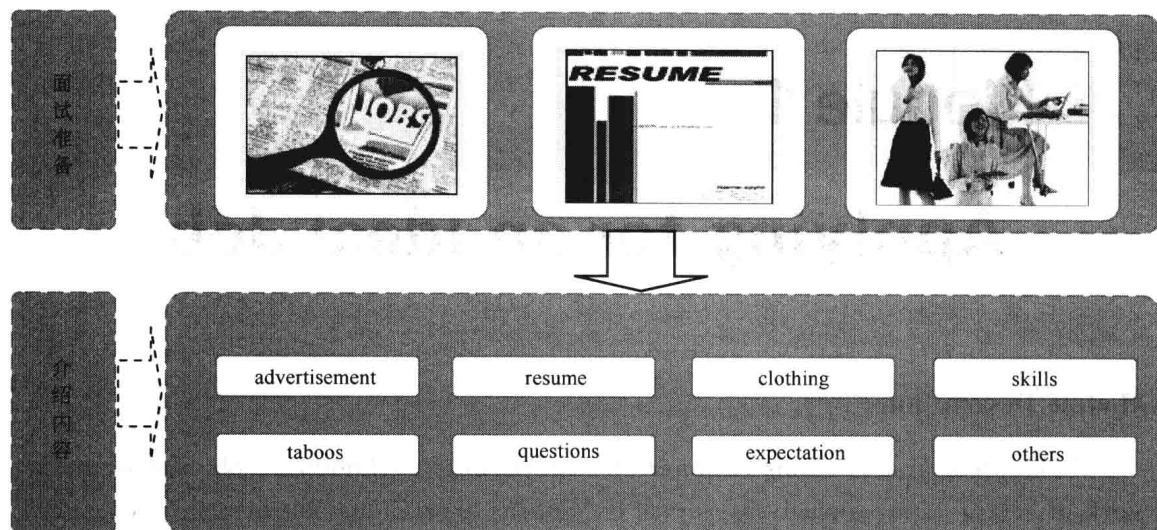 面试准备
JOBS
RESUME
介绍内容
advertisement
resume
clothing
skills
taboos
questions
expectation
others